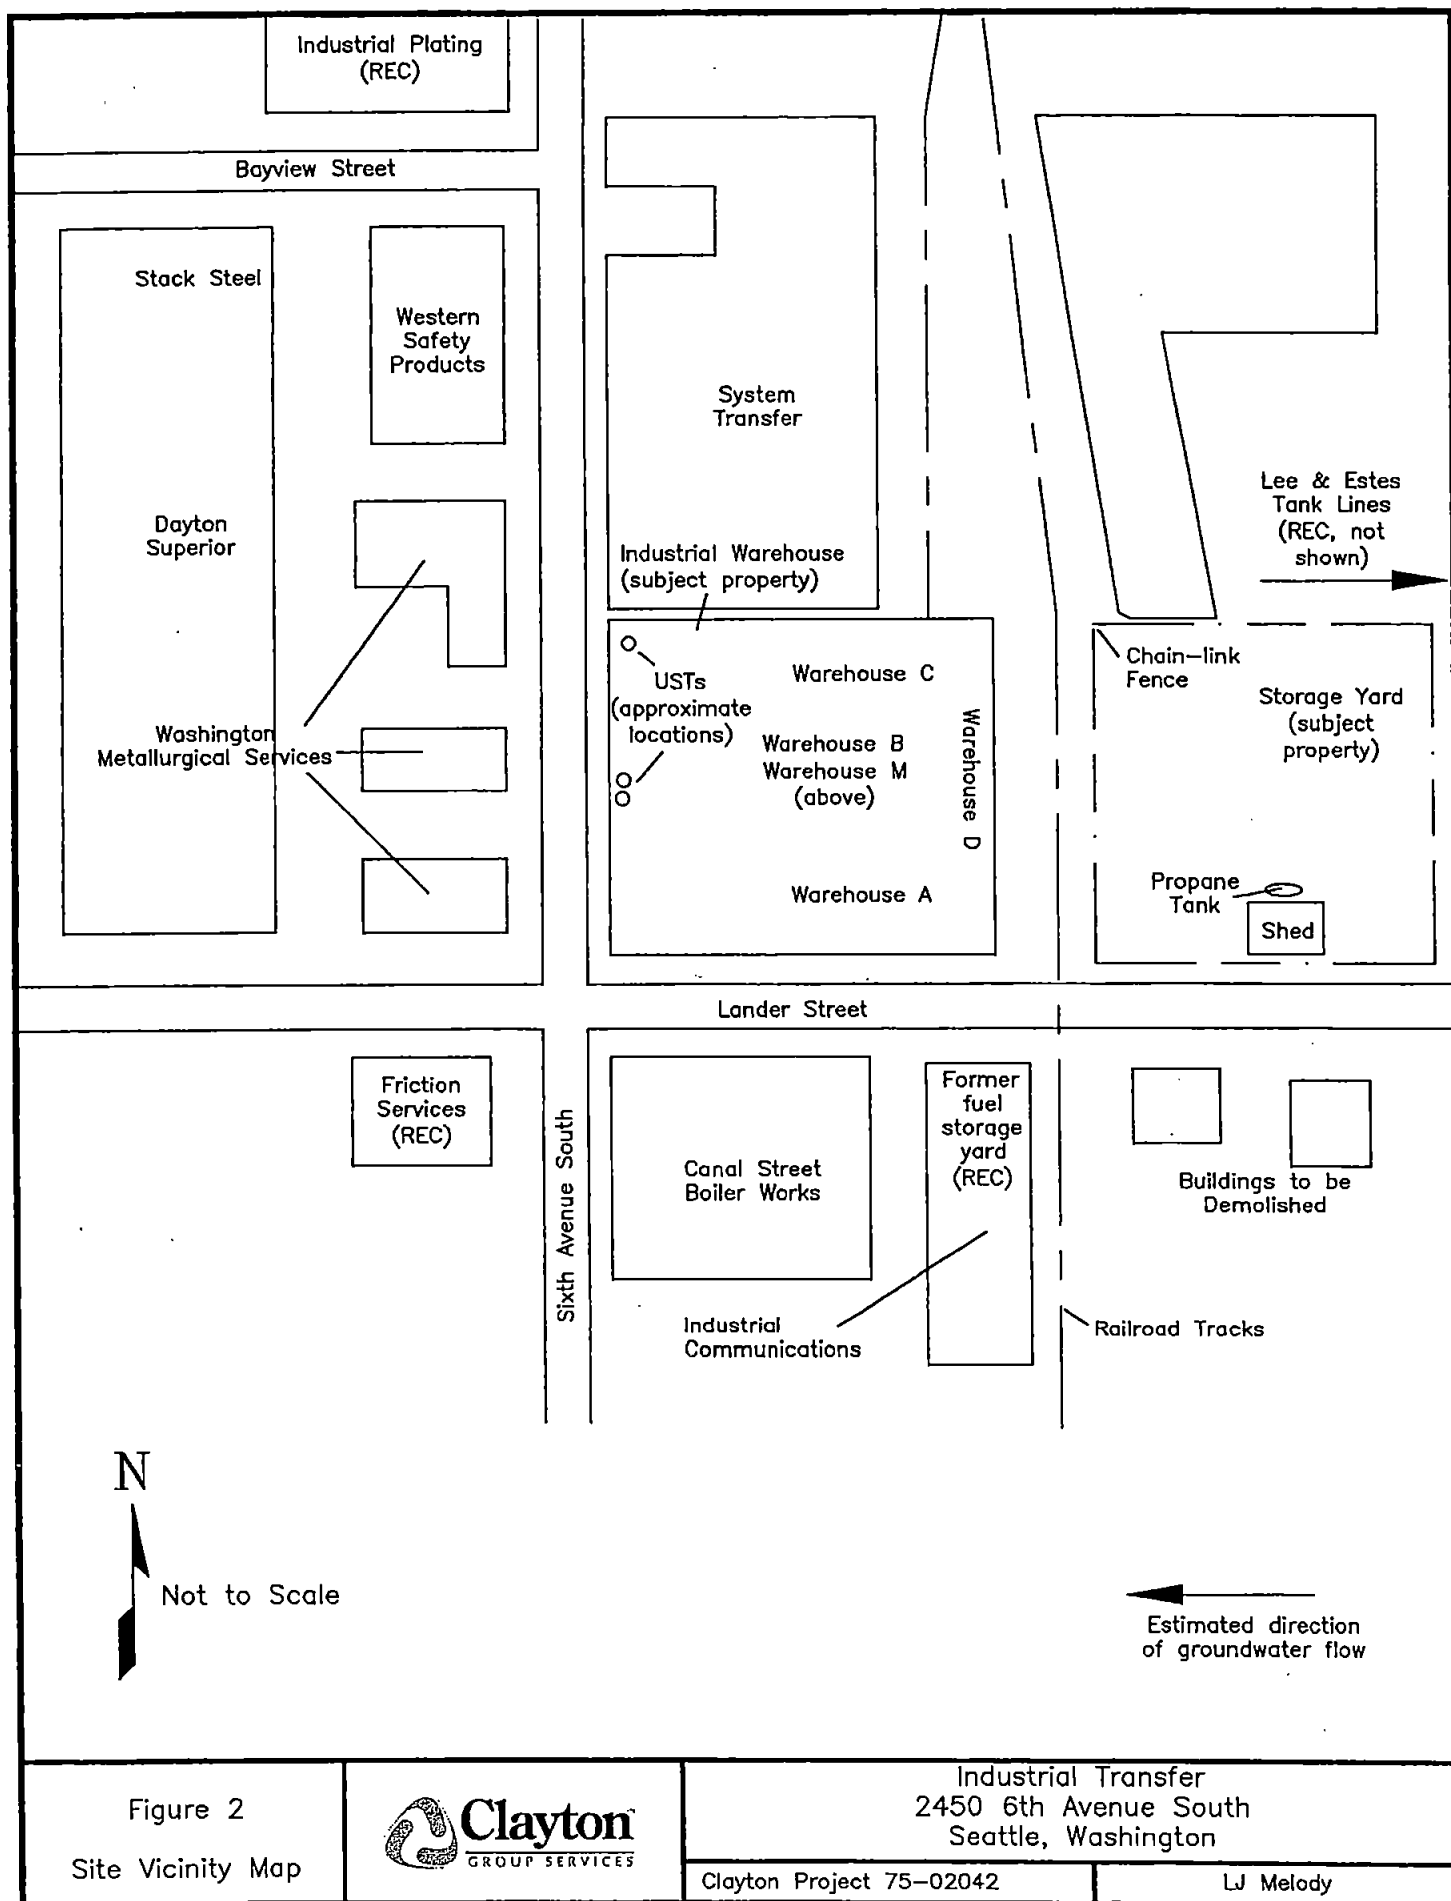 Industrial Plating
(REC)
Bayview Street
Stack Steel
Western
Safety
Products
System
Transfer
Lee & Estes
Tank Lines
(REC, not
shown)
Dayton
Superior
Industrial Warehouse
(subject property)
Chain-link
Fence
USTs
(approximate
locations)
Warehouse C
Storage Yard
(subject
property)
Washington
Metallurgical Services
Warehouse B
Warehouse M
(above)
Warehouse D
Propane
Tank
Warehouse A
Shed
Lander Street
Friction
Services
(REC)
Sixth Avenue South
Former
fuel
storage
yard
(REC)
Canal Street
Boiler Works
Buildings to be
Demolished
Industrial
Communications
Railroad Tracks
N
Not to Scale
Estimated direction
of groundwater flow
Figure 2
Site Vicinity Map
Clayton
GROUP SERVICES
Industrial Transfer
2450 6th Avenue South
Seattle, Washington
Clayton Project 75-02042
LJ Melody